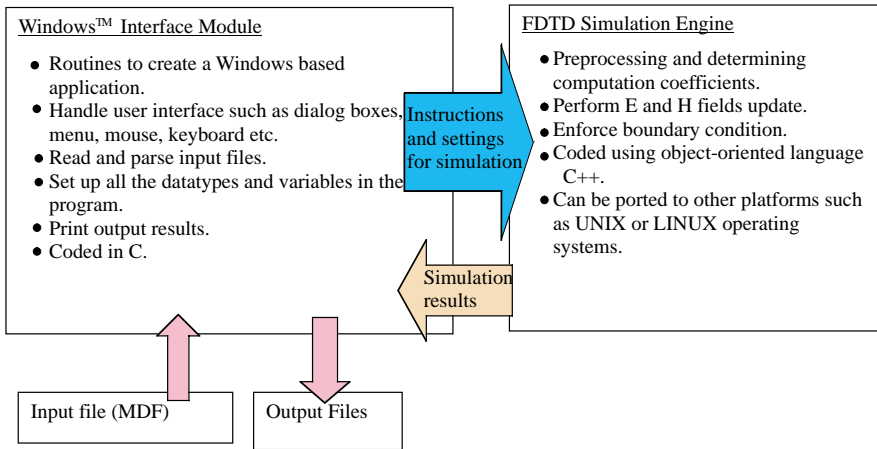 Windows™ Interface Module
• Routines to create a Windows based
application.
• Handle user interface such as dialog boxes,
menu, mouse, keyboard etc.
• Read and parse input files.
• Set up all the datatypes and variables in the
program.
• Print output results.
• Coded in C.
Instructions
and settings
for simulation
Simulation
results
FDTD Simulation Engine
• Preprocessing and determining
computation coefficients.
• Perform E and H fields update.
• Enforce boundary condition.
• Coded using object-oriented language
C++.
• Can be ported to other platforms such
as UNIX or LINUX operating
systems.
Input file (MDF)
Output Files